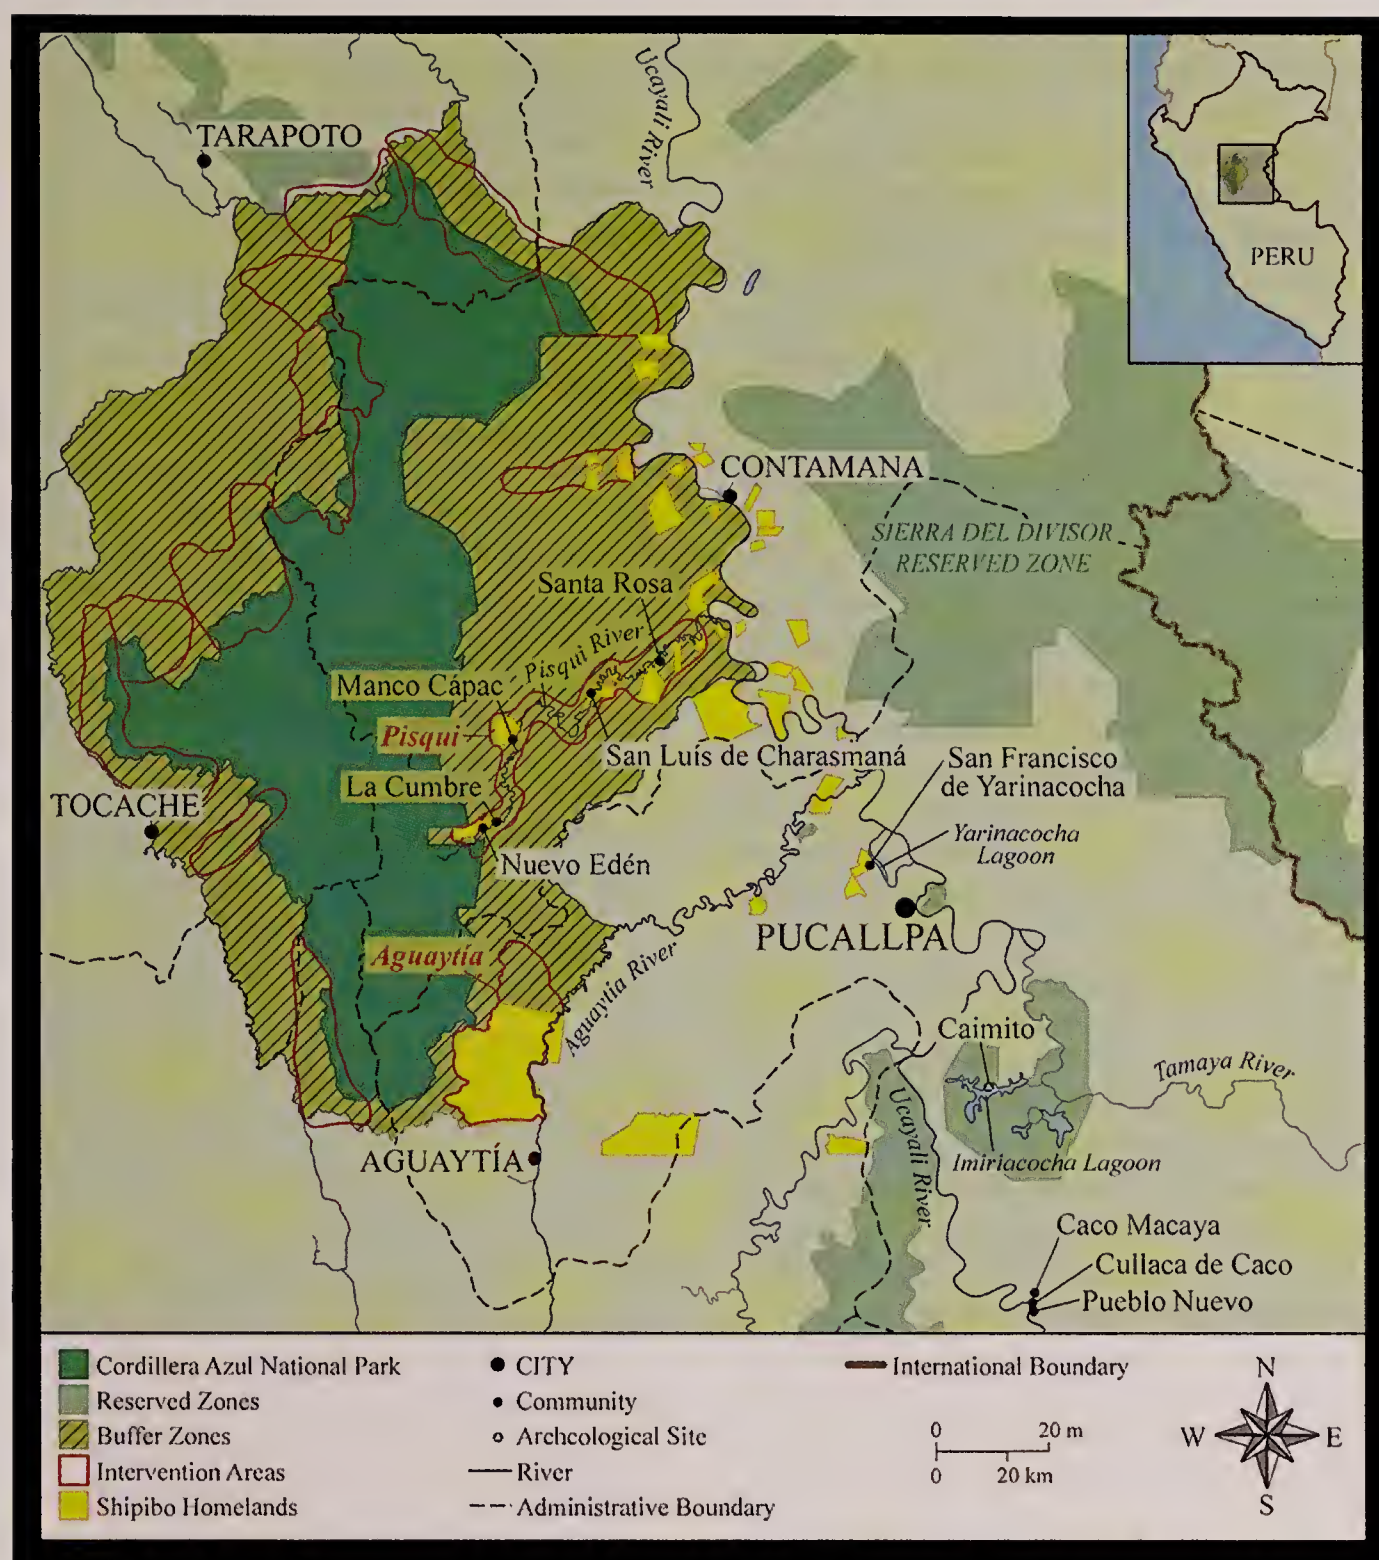 TARAPOTO
Ucayali River
PERU
CONTAMANA
SIERRA DEL DIVISOR
RESERVED ZONE
Santa Rosa
Pisqui River
Manco Cápac
Pisqui
San Luís de Charasmaná
San Francisco
de Yarinacocha
La Cumbre
TOCACHE
Yarinacocha
Lagoon
Nuevo Edén
PUCALLPA
Aguaytía
Aguaytía River
Caimito
Tamaya River
Ucayali River
AGUAYTÍA
Imiriacocha Lagoon
Caco Macaya
Cullaca de Caco
Pueblo Nuevo
Cordillera Azul National Park
Reserved Zones
Buffer Zones
Intervention Areas
Shipibo Homelands
CITY
Community
Archeological Site
River
Administrative Boundary
International Boundary
0 20 m
0 20 km
N
W E
S